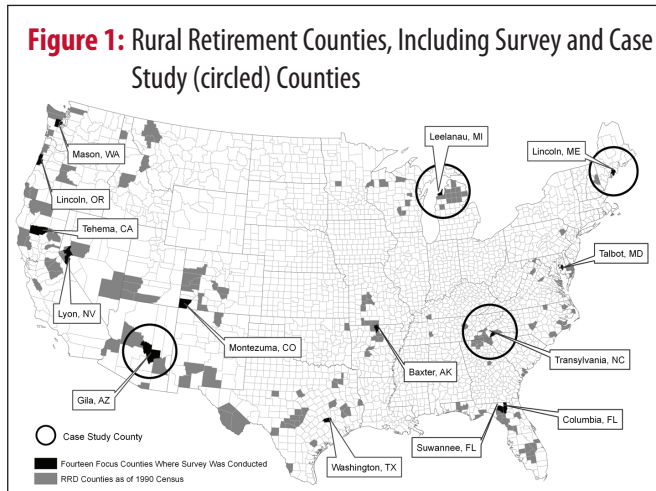 Figure 1: Rural Retirement Counties, Including Survey and Case
Study (circled) Counties
Leelanau, MI
Lincoln, ME
Mason, WA
Lincoln, OR
Tehema, CA
Talbot, MD
Lyon, NV
Montezuma, CO
Baxter, AK
Transylvania, NC
Gila, AZ
Columbia, FL
Suwannee, FL
Washington, TX
Case Study County
Fourteen Focus Counties Where Survey Was Conducted
RRD Counties as of 1990 Census